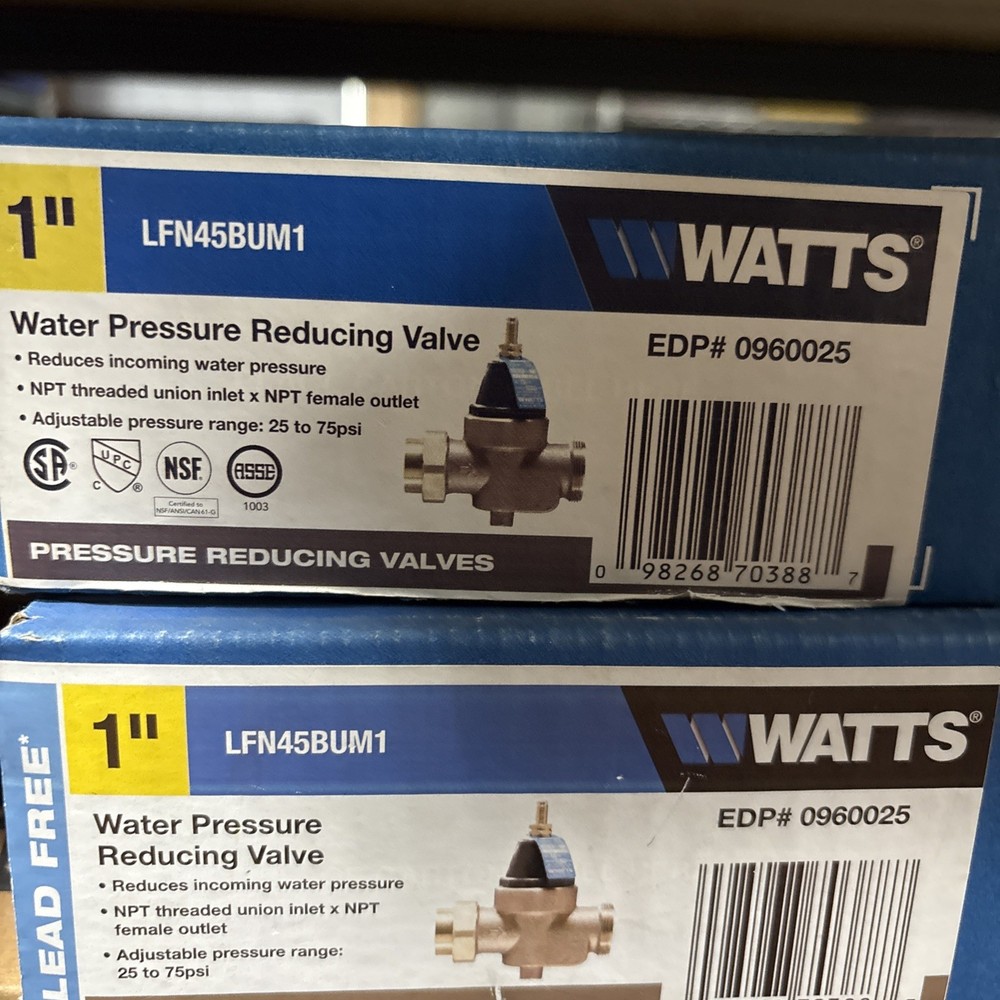 1"
LFN45BUM1
WATTS®
Water Pressure Reducing Valve
• Reduces incoming water pressure
• NPT threaded union inlet x NPT female outlet
• Adjustable pressure range: 25 to 75psi
EDP# 0960025
SA®
UPC
C ®
NSF.
ASSE
Certified to
NSF/ANSI/CAN 61-G
1003
PRESSURE REDUCING VALVES
0 98268 70388 7
LEAD FREE*
1"
LFN45BUM1
WATTS®
Water Pressure
Reducing Valve
• Reduces incoming water pressure
• NPT threaded union inlet x NPT
female outlet
• Adjustable pressure range:
25 to 75psi
EDP# 0960025